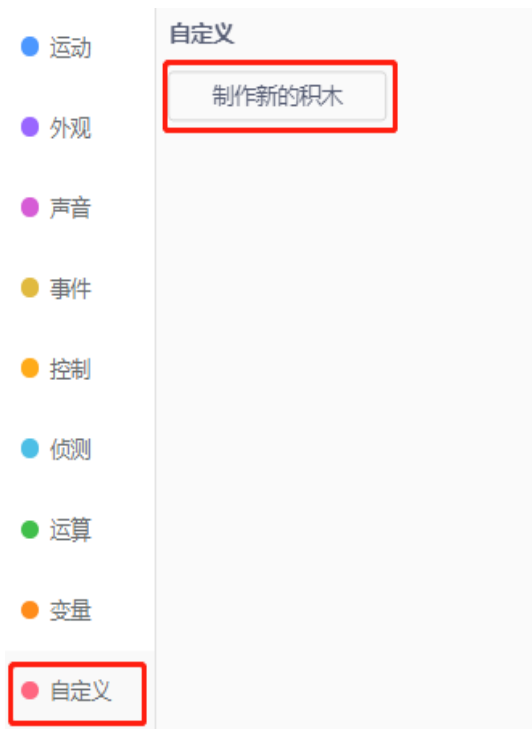 运动
外观
声音
事件
控制
侦测
运算
变量
自定义
自定义
制作新的积木